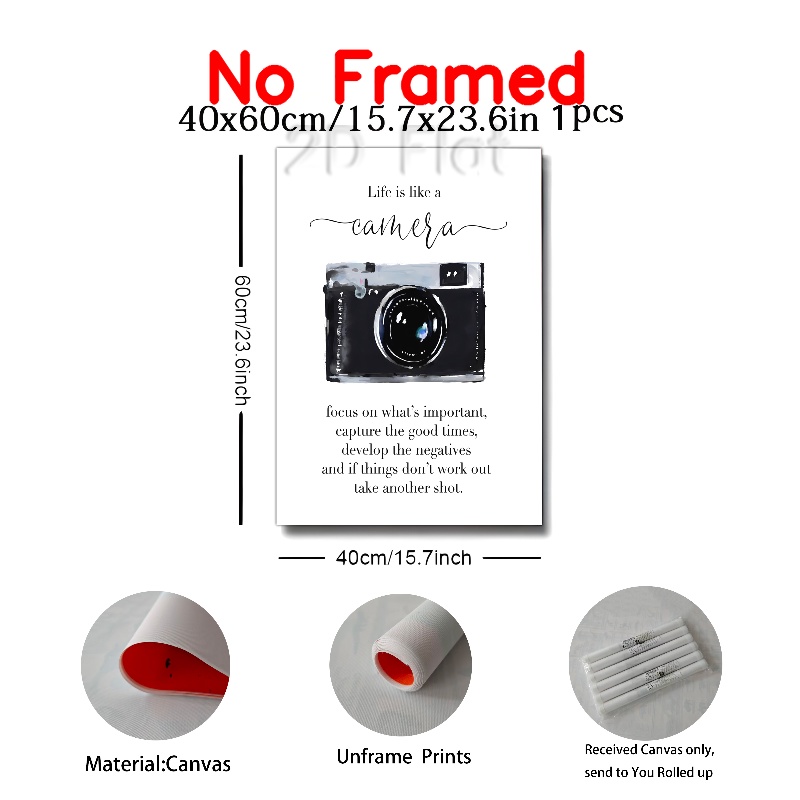 No Framed
40x60cm/15.7x23.6in 1pcs
2D Flat
Life is like a
camera
60cm/23.6inch
focus on what's important,
capture the good times,
develop the negatives
and if things don't work out
take another shot.
40cm/15.7inch
Material:Canvas
Unframe Prints
Received Canvas only,
send to You Rolled up